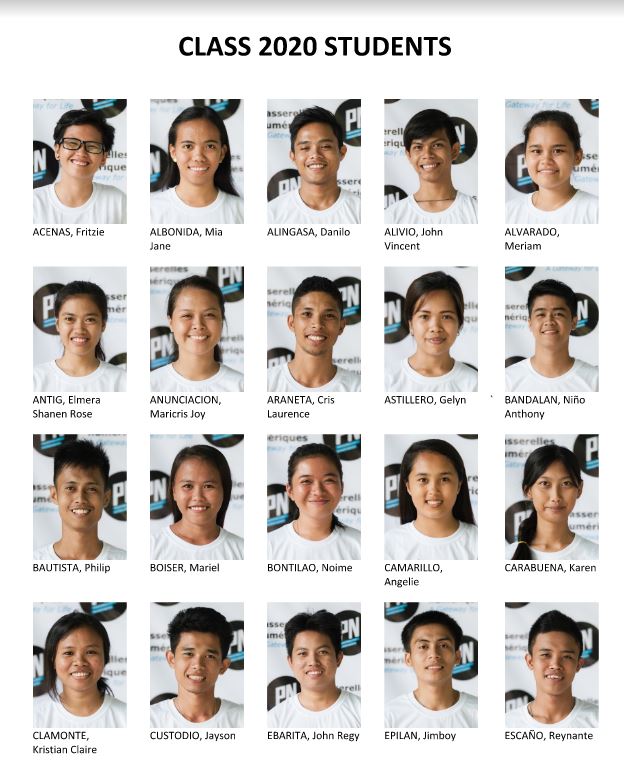 CLASS 2020 STUDENTS
ACENAS, Fritzie
ALBONIDA, Mia
Jane
ALINGASA, Danilo
ALIVIO, John
Vincent
ALVARADO,
Meriam
ANTIG, Elmera
Shanen Rose
ANUNCIACION,
Maricris Joy
ARANETA, Cris
Laurence
ASTILLERO, Gelyn
BANDALAN, Niño
Anthony
BAUTISTA, Philip
BOISER, Mariel
BONTILAO, Noime
CAMARILLO,
Angelie
CARABUENA, Karen
CLAMONTE,
Kristian Claire
CUSTODIO, Jayson
EBARITA, John Regy
EPILAN, Jimboy
ESCAÑO, Reynante